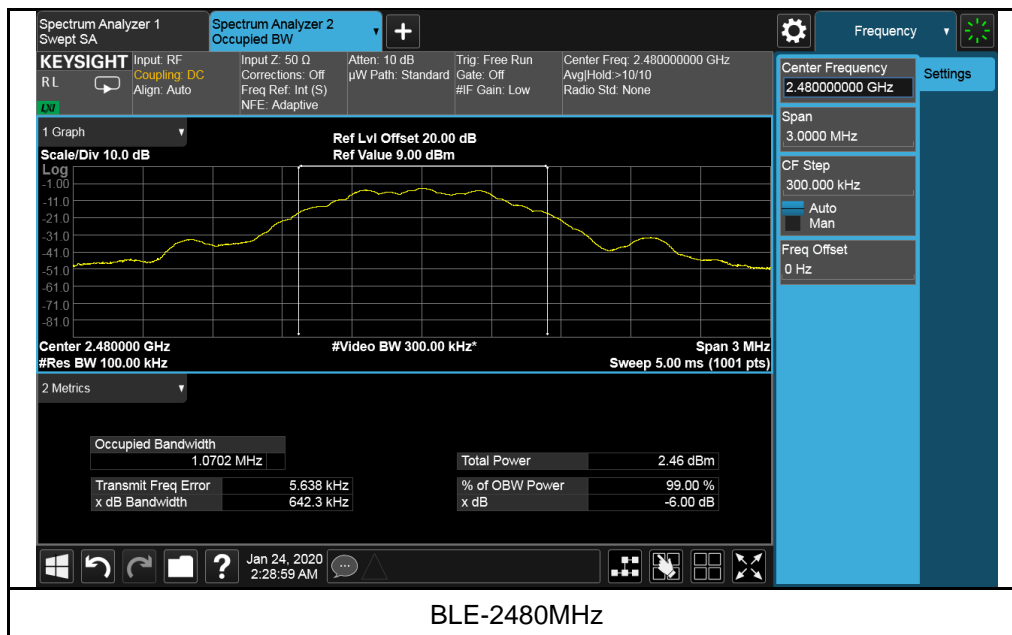 Spectrum Analyzer 1
Swept SA
Spectrum Analyzer 2
Occupied BW
+
Frequency
KEYSIGHT
RL
LXI
Input: RF
Coupling: DC
Align: Auto
Input Z: 50 Ω
Corrections: Off
Freq Ref: Int (S)
NFE: Adaptive
Atten: 10 dB
µW Path: Standard
Trig: Free Run
Gate: Off
#IF Gain: Low
Center Freq: 2.480000000 GHz
Avg|Hold:>10/10
Radio Std: None
Center Frequency
2.480000000 GHz
Settings
Span
3.0000 MHz
CF Step
300.000 kHz
Auto
Man
Freq Offset
0 Hz
1 Graph
Scale/Div 10.0 dB
Ref Lvl Offset 20.00 dB
Ref Value 9.00 dBm
Log
-1.00
-11.0
-21.0
-31.0
-41.0
-51.0
-61.0
-71.0
-81.0
Center 2.480000 GHz
#Res BW 100.00 kHz
#Video BW 300.00 kHz*
Span 3 MHz
Sweep 5.00 ms (1001 pts)
2 Metrics
Occupied Bandwidth
1.0702 MHz
Total Power 2.46 dBm
Transmit Freq Error 5.638 kHz
% of OBW Power 99.00 %
x dB Bandwidth 642.3 kHz
x dB -6.00 dB
?
Jan 24, 2020
2:28:59 AM
BLE-2480MHz